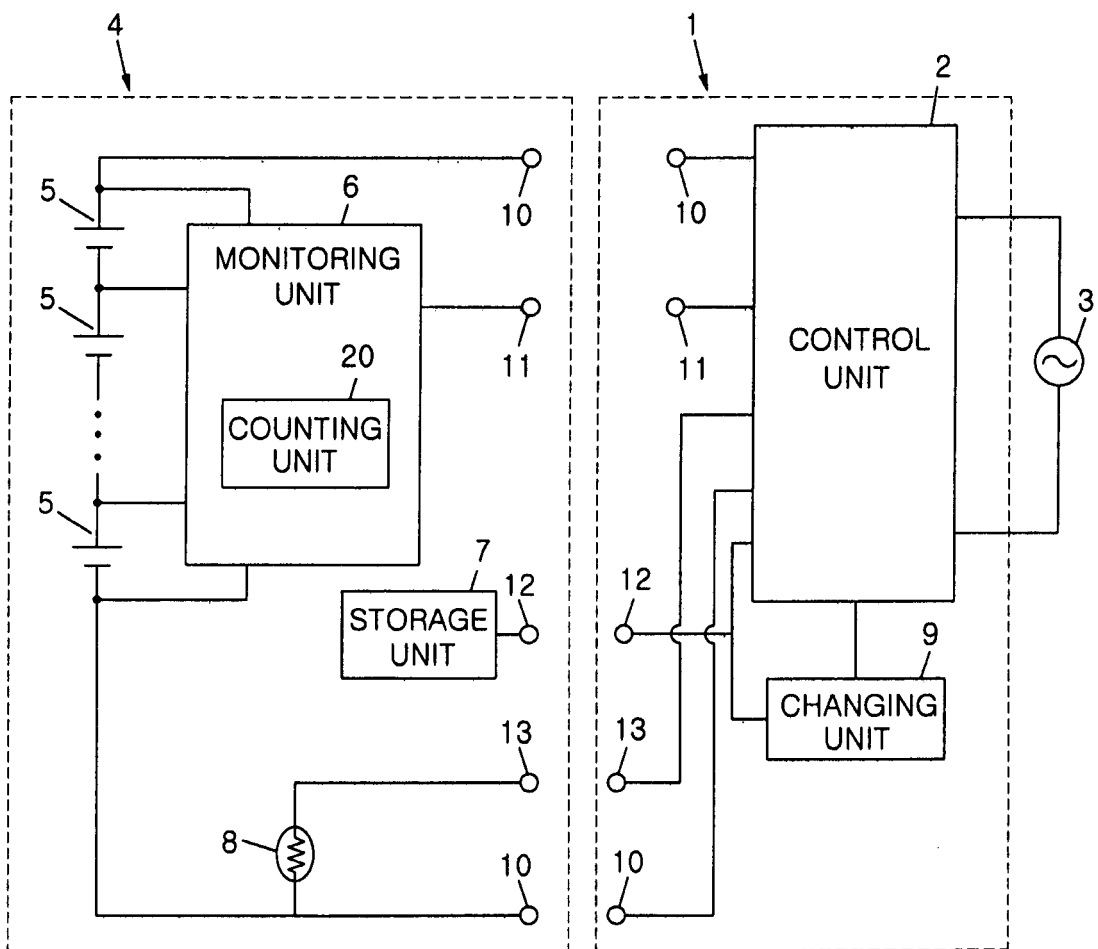 4
1
2
5
6
10
10
MONITORING
UNIT
5
3
11
11
CONTROL
UNIT
20
COUNTING
UNIT
5
7
12
12
STORAGE
UNIT
9
CHANGING
UNIT
13
13
8
10
10